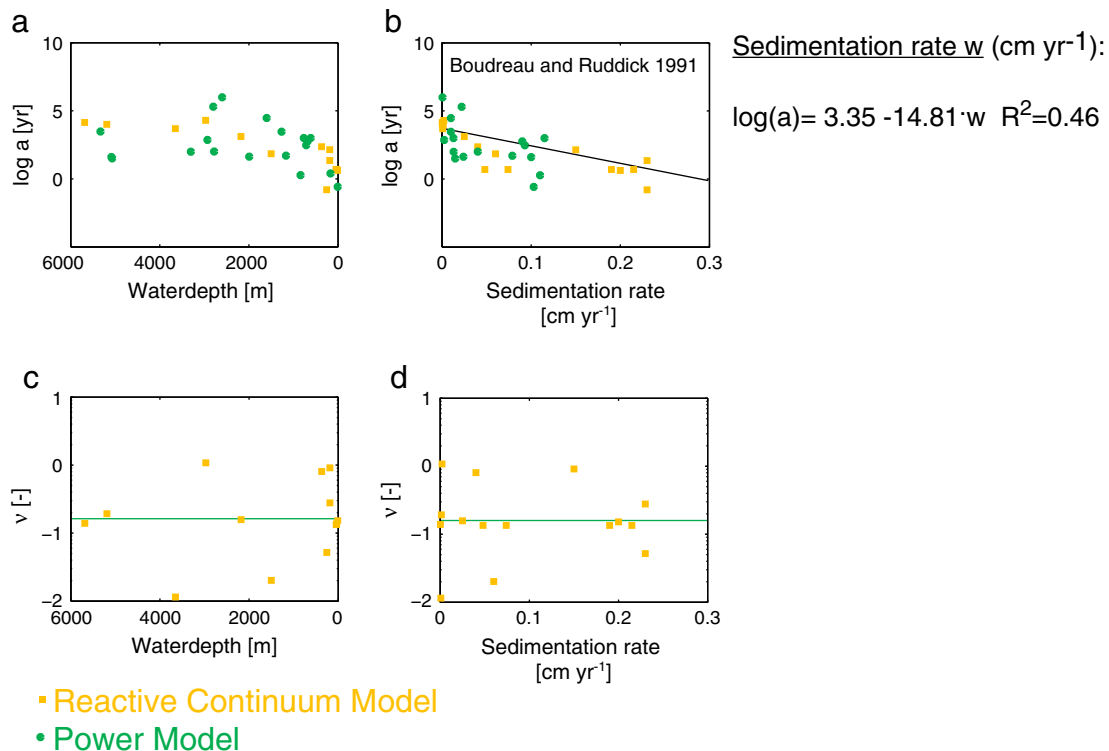 a
10
5
0
log a [yr]
6000 4000 2000 0
Waterdepth [m]
b
10
5
0
log a [yr]
Boudreau and Ruddick 1991
0 0.1 0.2 0.3
Sedimentation rate
[cm yr⁻¹]
Sedimentation rate w (cm yr⁻¹):
log(a)= 3.35 -14.81·w R²=0.46
c
1
0
−1
−2
ν [-]
6000 4000 2000 0
Waterdepth [m]
d
1
0
−1
−2
ν [-]
0 0.1 0.2 0.3
Sedimentation rate
[cm yr⁻¹]
Reactive Continuum Model
Power Model